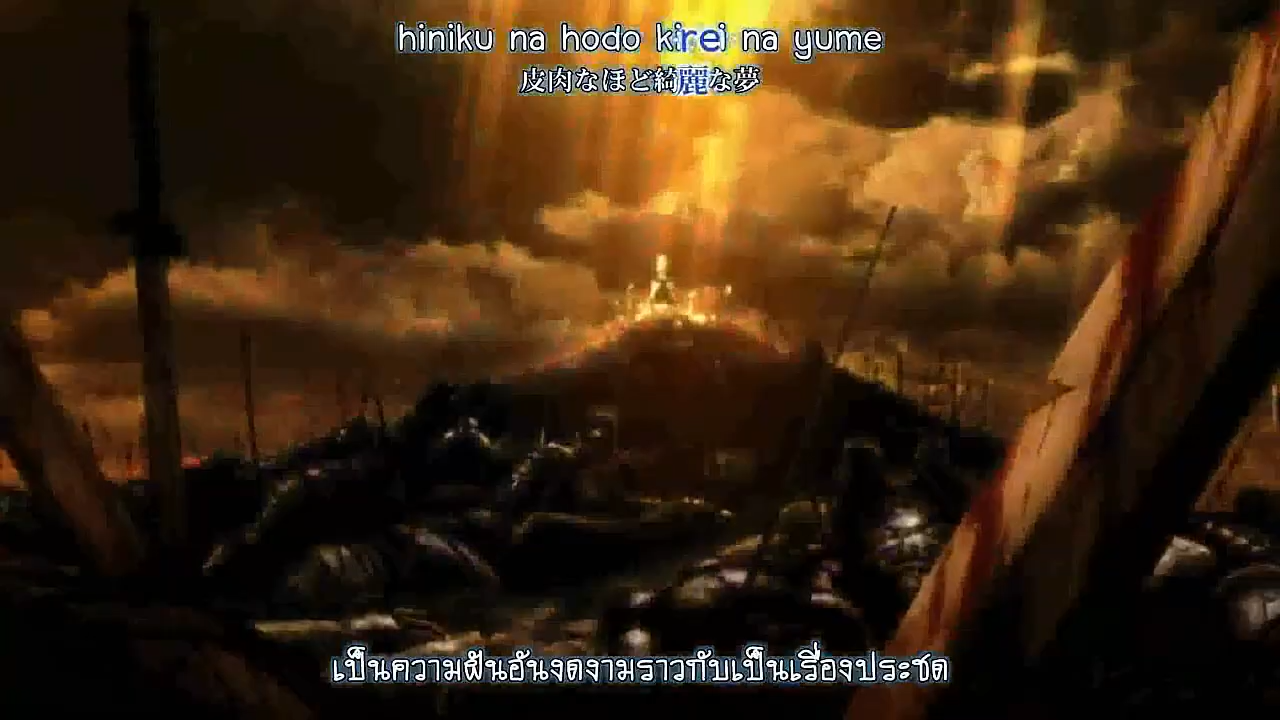 hiniku na hodo kirei na yume
皮肉なほど綺麗な夢
เป็นความฝันอันงดงามราวกับเป็นเรื่องประชด